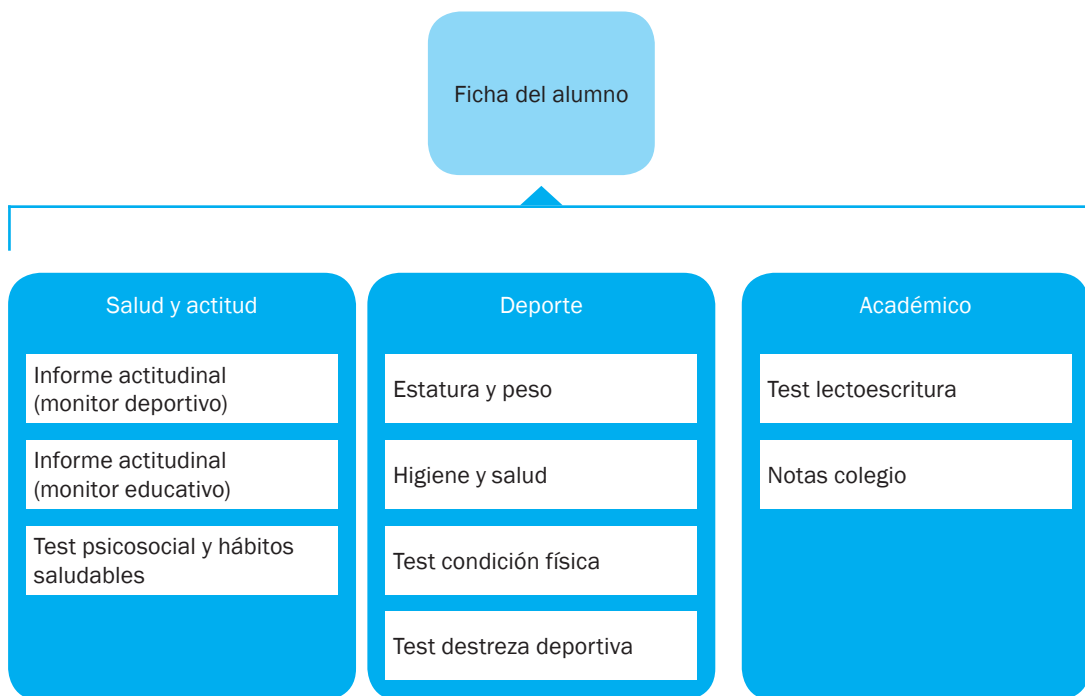 Ficha del alumno
Salud y actitud
Informe actitudinal
(monitor deportivo)
Informe actitudinal
(monitor educativo)
Test psicosocial y hábitos
saludables
Deporte
Estatura y peso
Higiene y salud
Test condición física
Test destreza deportiva
Académico
Test lectoescritura
Notas colegio